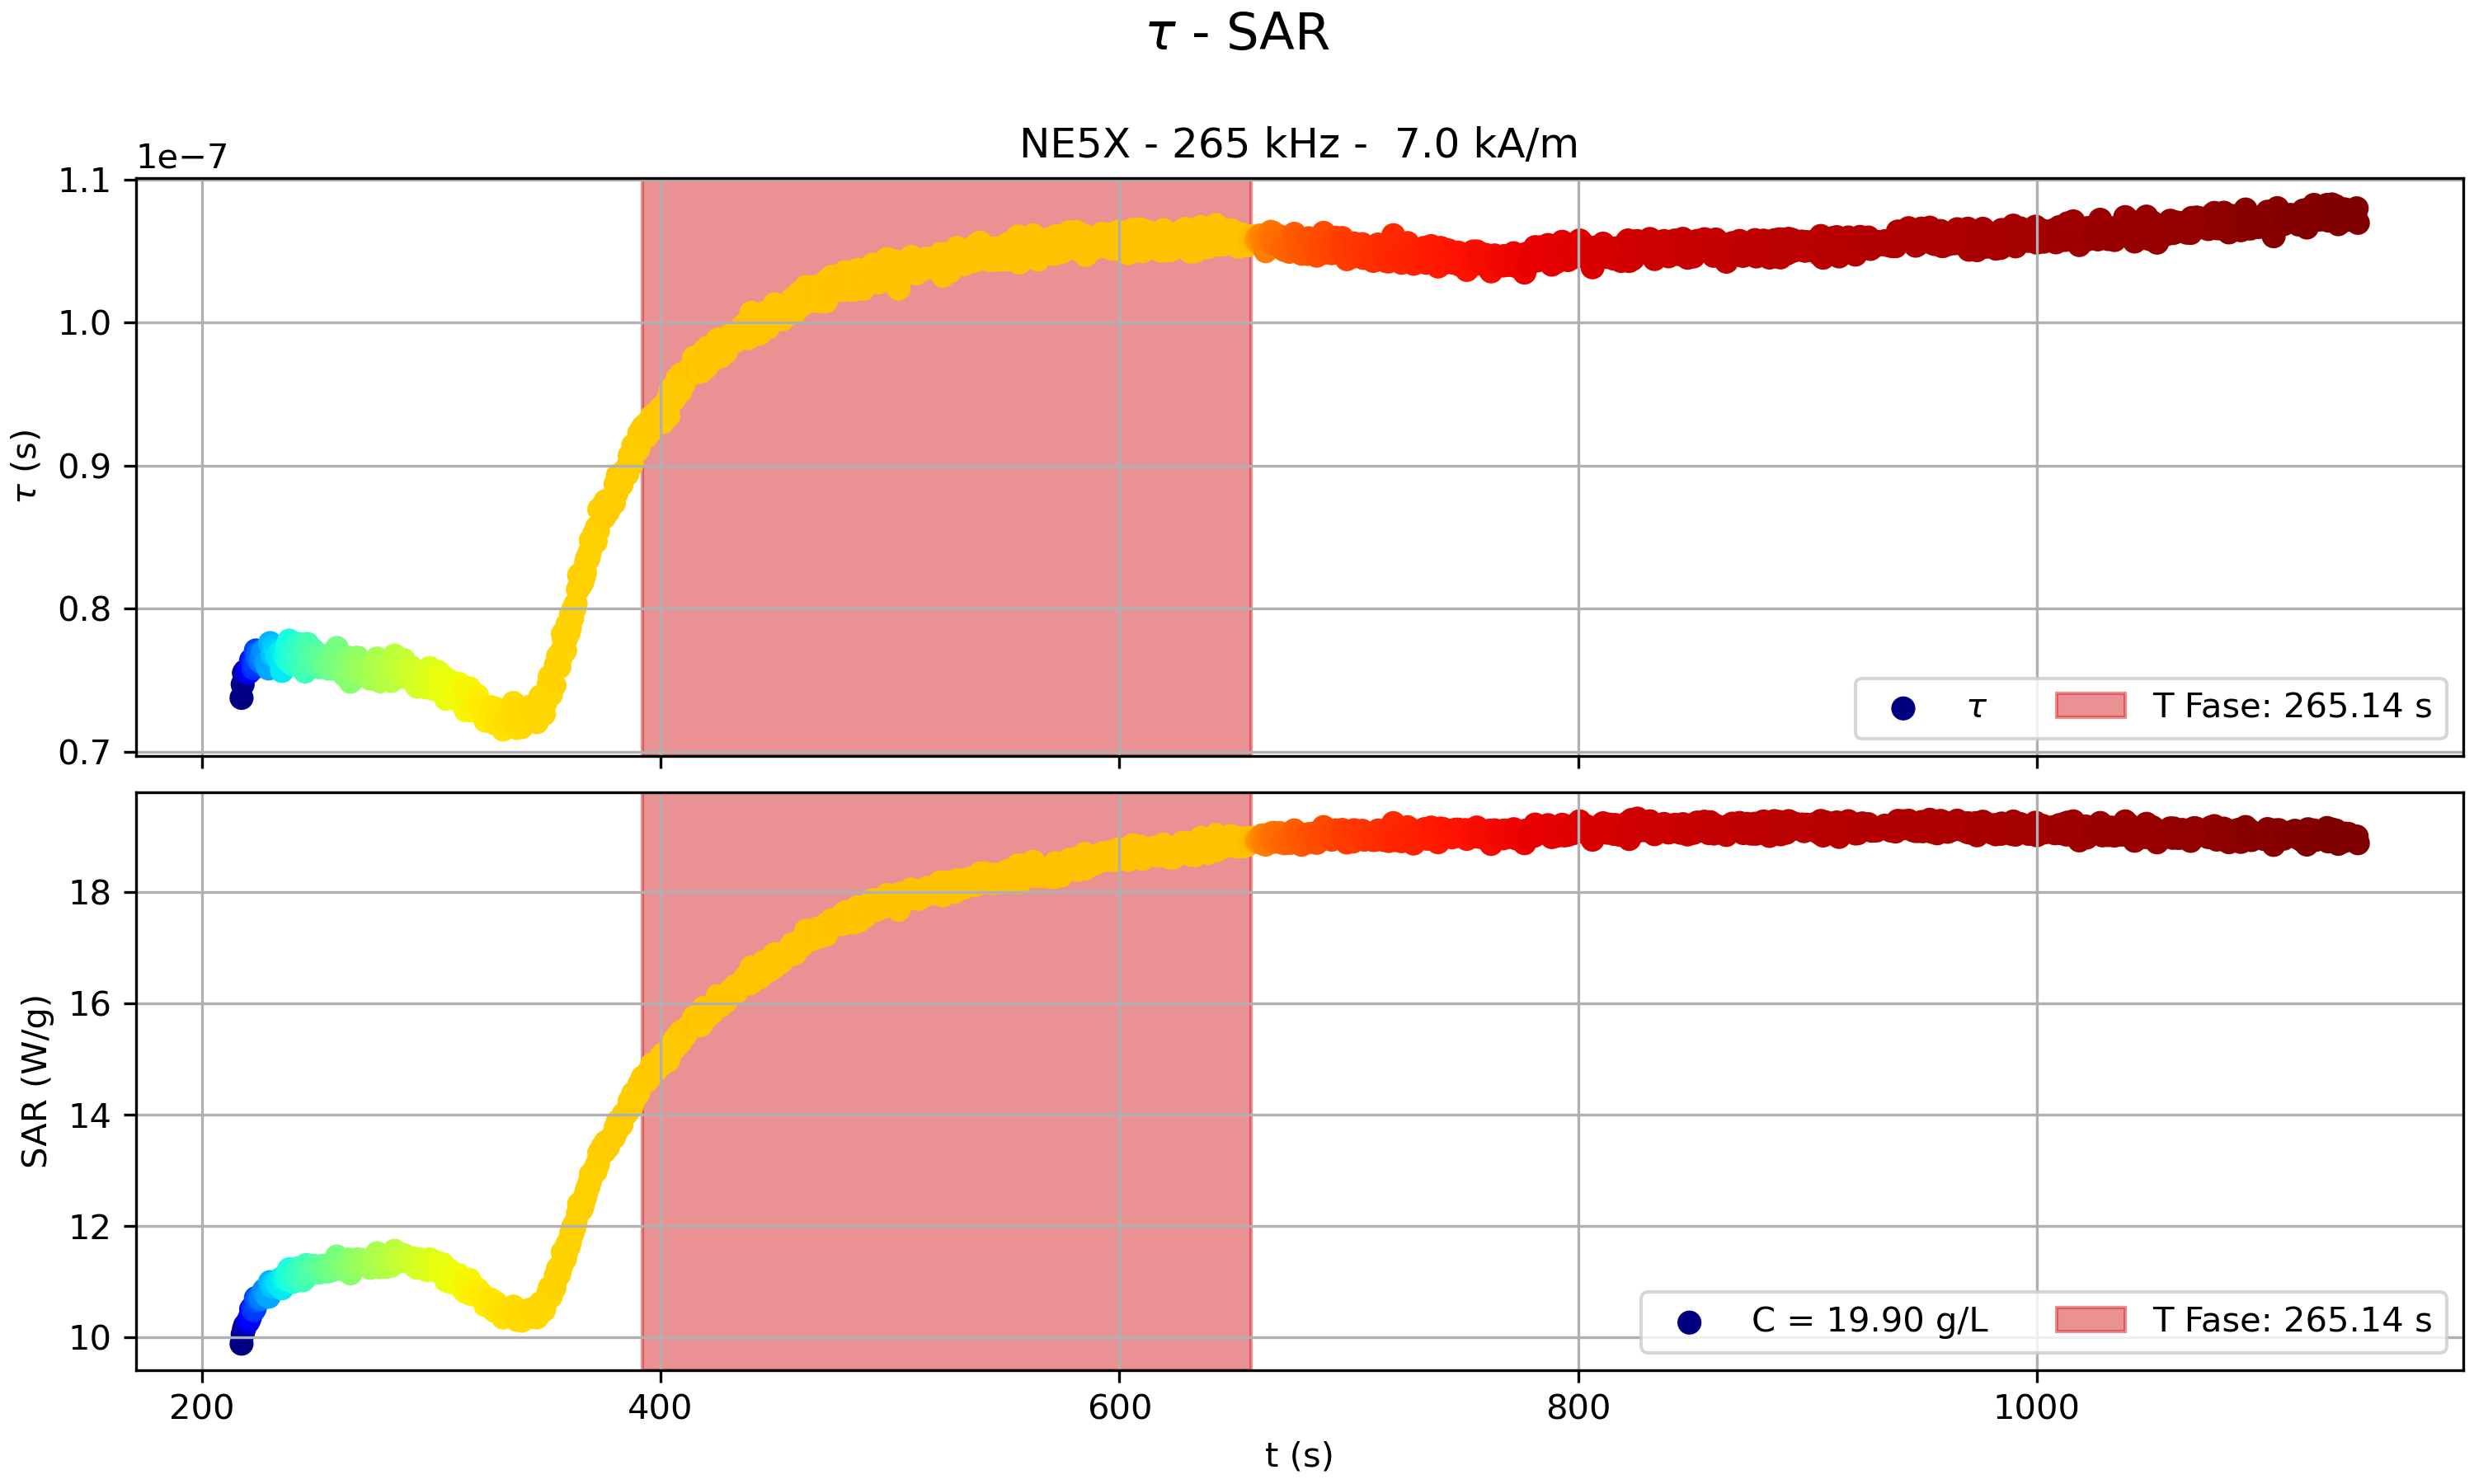 τ - SAR
NE5X - 265 kHz - 7.0 kA/m
1e−7
1.1
1.0
0.9
0.8
0.7
τ (s)
τ
T Fase: 265.14 s
18
16
14
12
10
SAR (W/g)
C = 19.90 g/L
T Fase: 265.14 s
200 400 600 800 1000
t (s)